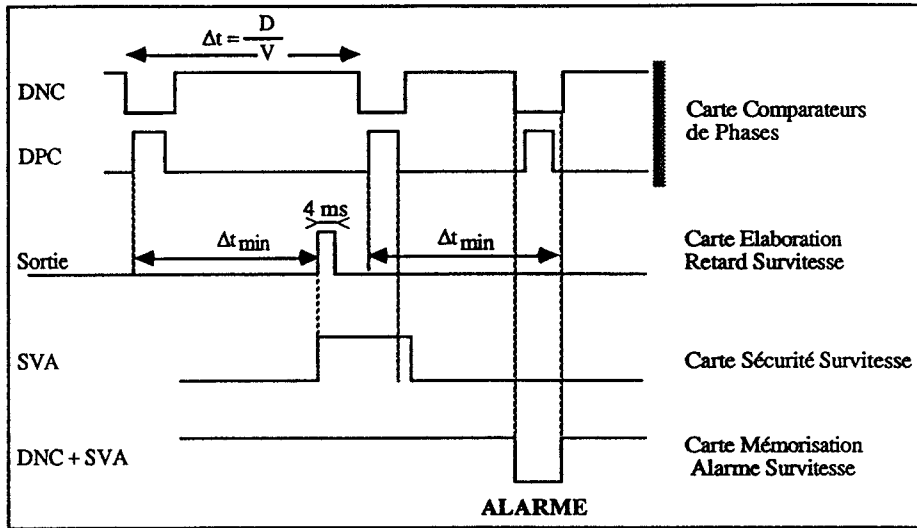 Δt = D
V
DNC
Carte Comparateurs
de Phases
DPC
4 ms
Δt min
Δt min
Carte Elaboration
Retard Survitesse
Sortie
SVA
Carte Sécurité Survitesse
DNC + SVA
Carte Mémorisation
Alarme Survitesse
ALARME